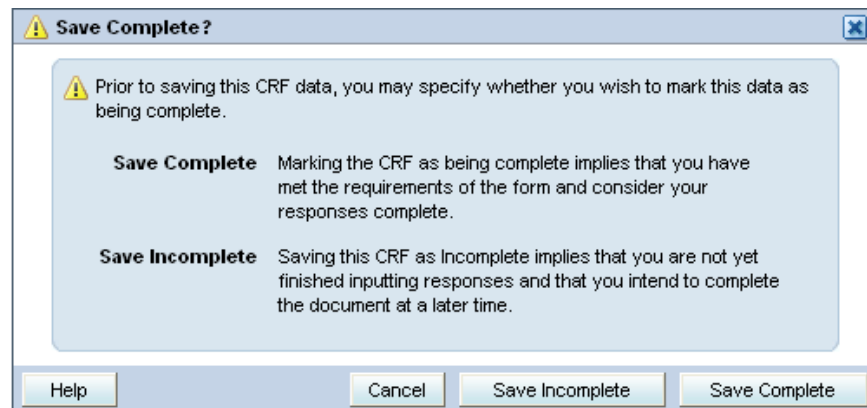 Save Complete?
Prior to saving this CRF data, you may specify whether you wish to mark this data as
being complete.
Save Complete Marking the CRF as being complete implies that you have
met the requirements of the form and consider your
responses complete.
Save Incomplete Saving this CRF as Incomplete implies that you are not yet
finished inputting responses and that you intend to complete
the document at a later time.
Help Cancel Save Incomplete Save Complete